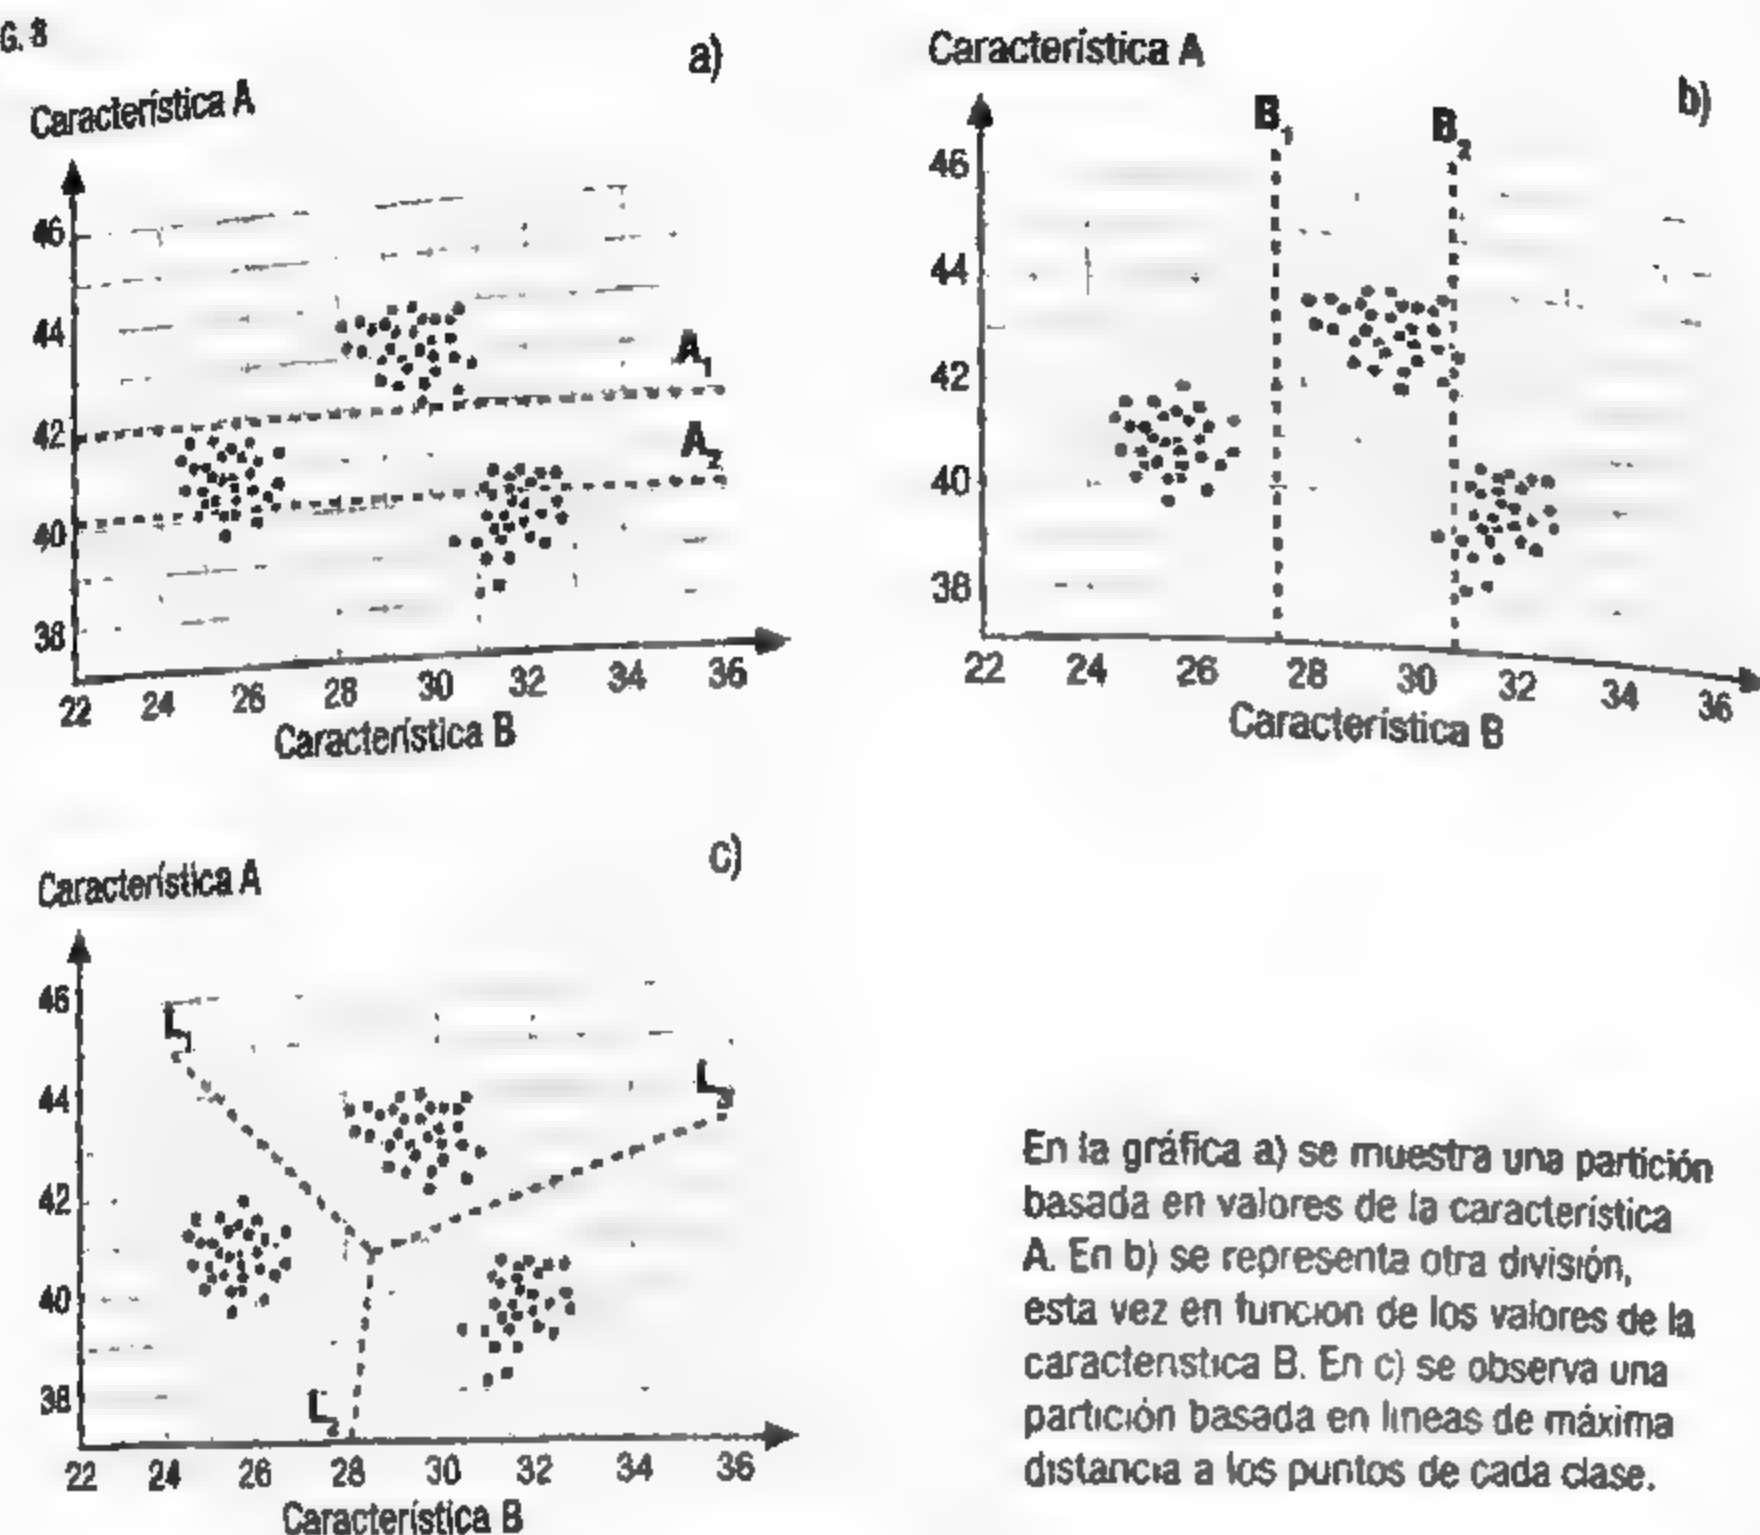 G. 8
a)
Característica A
46
44
42
40
38
A1
A2
22 24 26 28 30 32 34 36
Característica B
b)
Característica A
B1
B2
46
44
42
40
38
22 24 26 28 30 32 34 36
Característica B
c)
Característica A
46
44
42
40
38
L1
L3
L2
22 24 26 28 30 32 34 36
Característica B
En la gráfica a) se muestra una partición
basada en valores de la característica
A. En b) se representa otra división,
esta vez en función de los valores de la
característica B. En c) se observa una
partición basada en líneas de máxima
distancia a los puntos de cada clase.